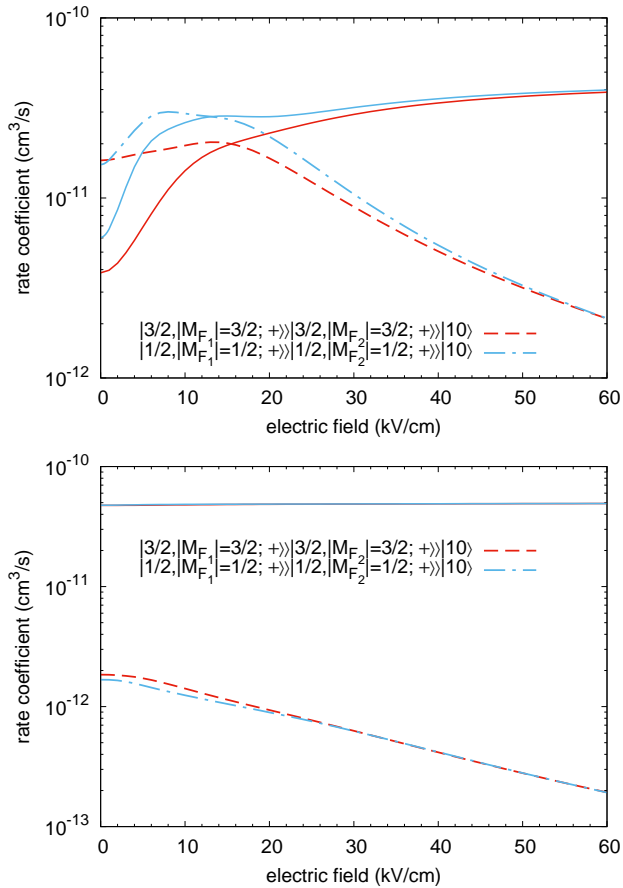 10⁻¹⁰
rate coefficient (cm³/s)
10⁻¹¹
|3/2,|M_F₁|=3/2; +⟩⟩|3/2,|M_F₂|=3/2; +⟩⟩|10⟩
|1/2,|M_F₁|=1/2; +⟩⟩|1/2,|M_F₂|=1/2; +⟩⟩|10⟩
10⁻¹²
0 10 20 30 40 50 60
electric field (kV/cm)
10⁻¹⁰
rate coefficient (cm³/s)
|3/2,|M_F₁|=3/2; +⟩⟩|3/2,|M_F₂|=3/2; +⟩⟩|10⟩
|1/2,|M_F₁|=1/2; +⟩⟩|1/2,|M_F₂|=1/2; +⟩⟩|10⟩
10⁻¹¹
10⁻¹²
10⁻¹³
0 10 20 30 40 50 60
electric field (kV/cm)